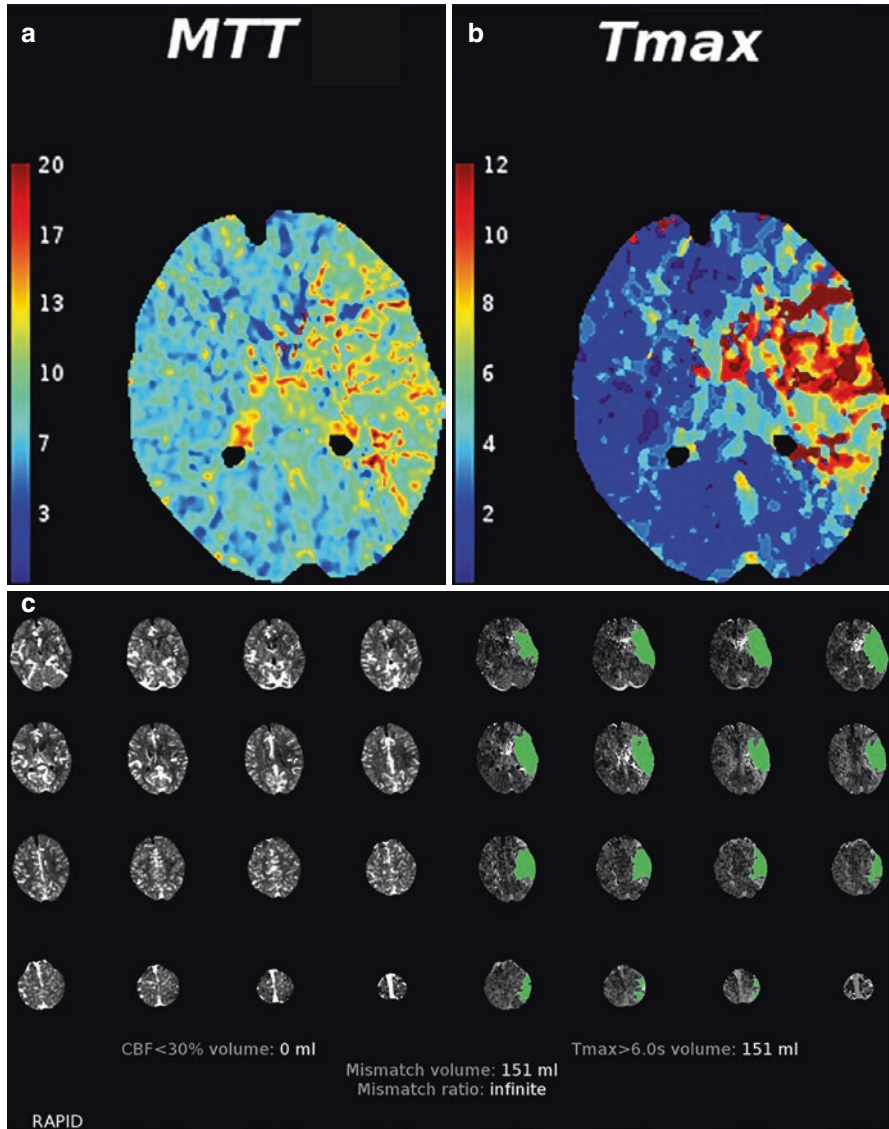 a
MTT
20
17
13
10
7
3
b
Tmax
12
10
8
6
4
2
c
CBF<30% volume: 0 ml
Tmax>6.0s volume: 151 ml
Mismatch volume: 151 ml
Mismatch ratio: infinite
RAPID